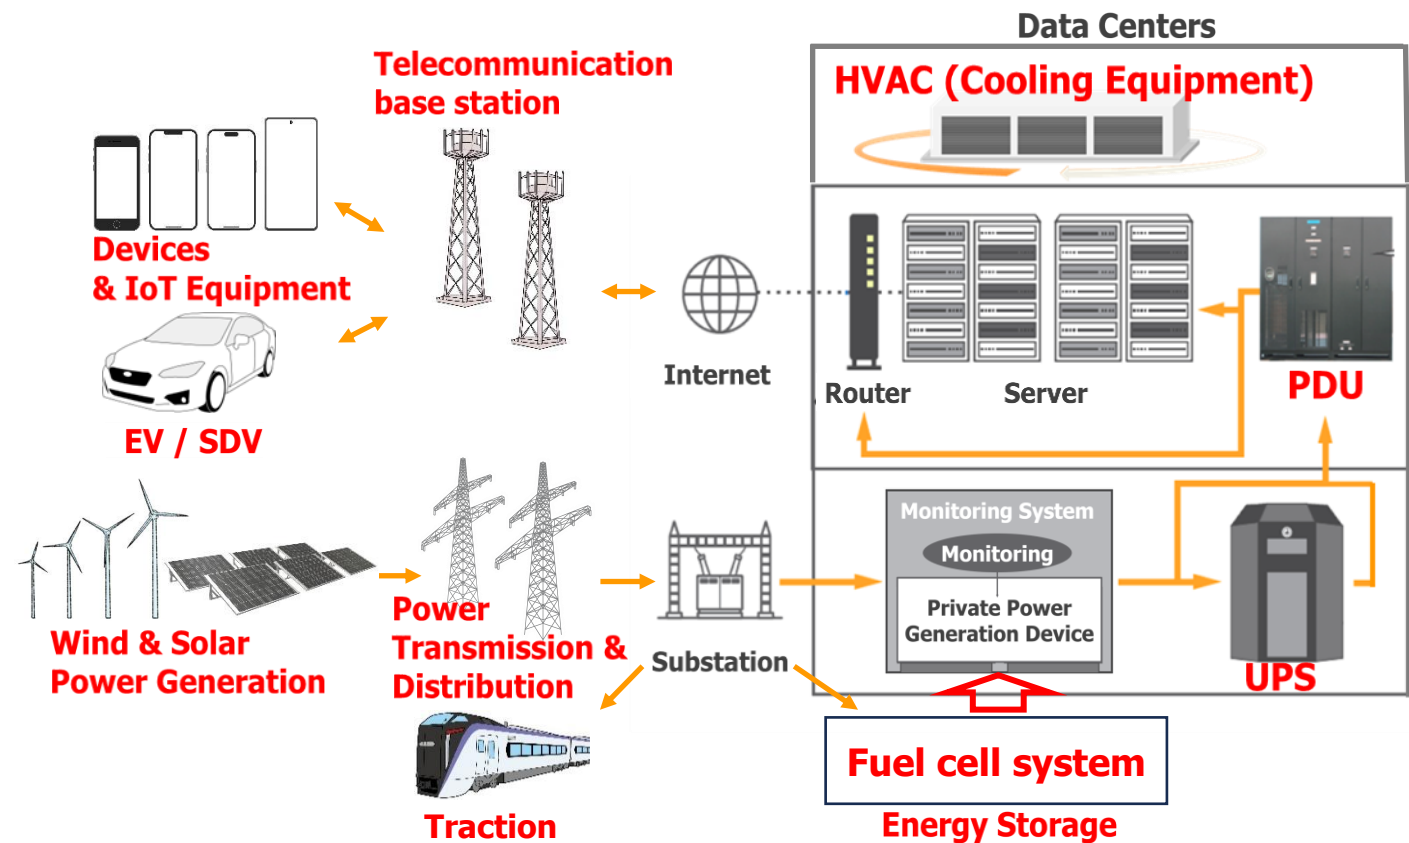 Data Centers
Telecommunication
base station
HVAC (Cooling Equipment)
Devices
& IoT Equipment
Internet
Router
Server
PDU
EV / SDV
Monitoring System
Monitoring
Private Power
Generation Device
Wind & Solar
Power Generation
Power
Transmission &
Distribution
Substation
UPS
Traction
Fuel cell system
Energy Storage